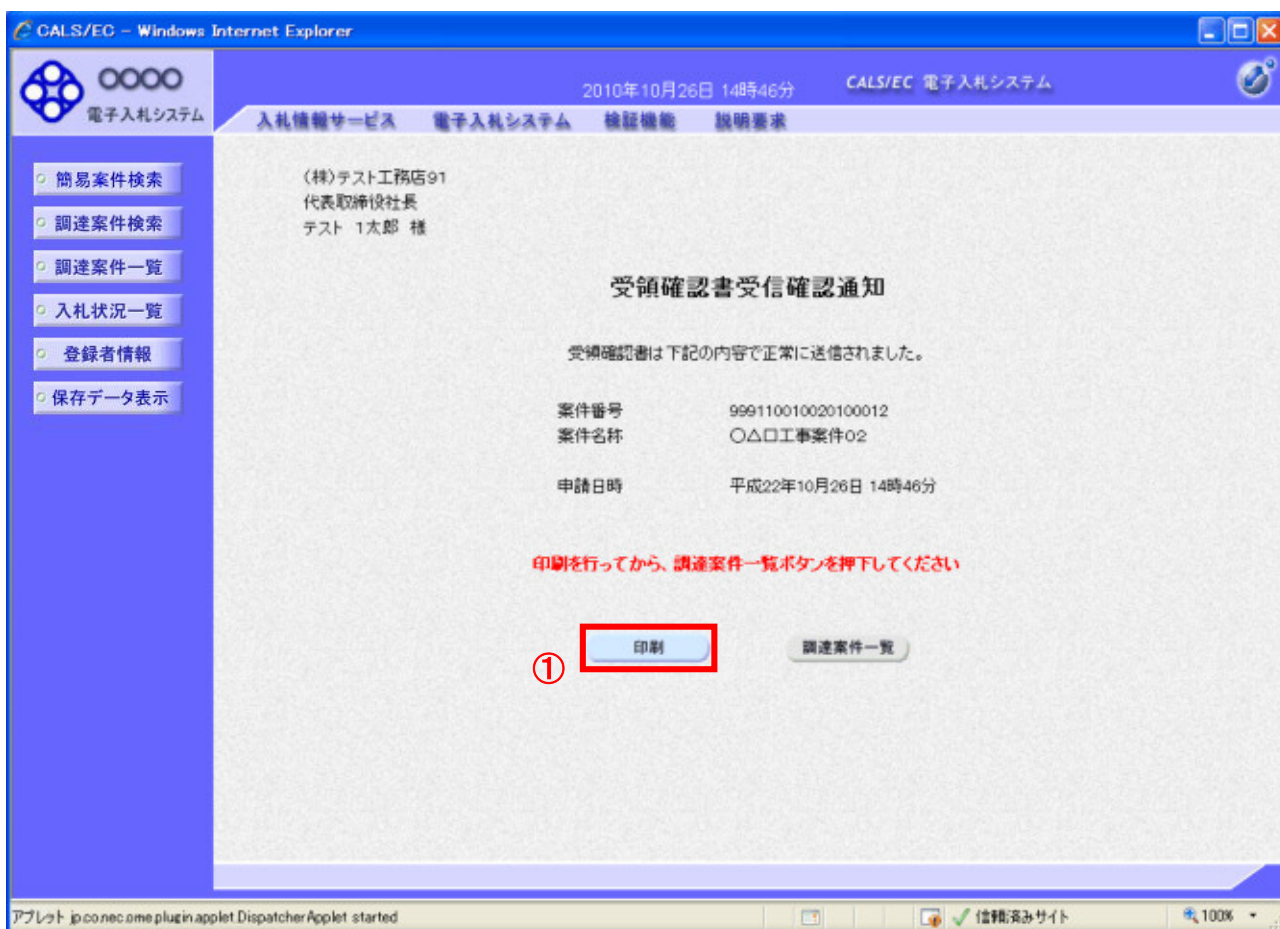 CALS/EC - Windows Internet Explorer
〇〇〇〇
電子入札システム
2010年10月26日 14時46分
CALS/EC 電子入札システム
入札情報サービス 電子入札システム 検証機能 説明要求
簡易案件検索
調達案件検索
調達案件一覧
入札状況一覧
登録者情報
保存データ表示
(株)テスト工務店91
代表取締役社長
テスト 1太郎 様
受領確認書受信確認通知
受領確認書は下記の内容で正常に送信されました。
案件番号 999110010020100012
案件名称 〇△口工事案件02
申請日時 平成22年10月26日 14時46分
印刷を行ってから、調達案件一覧ボタンを押下してください
① 印刷 調達案件一覧
アプレット jp.co.nec.ome.plugin.applet.DispatcherApplet started 信頼済みサイト 100%